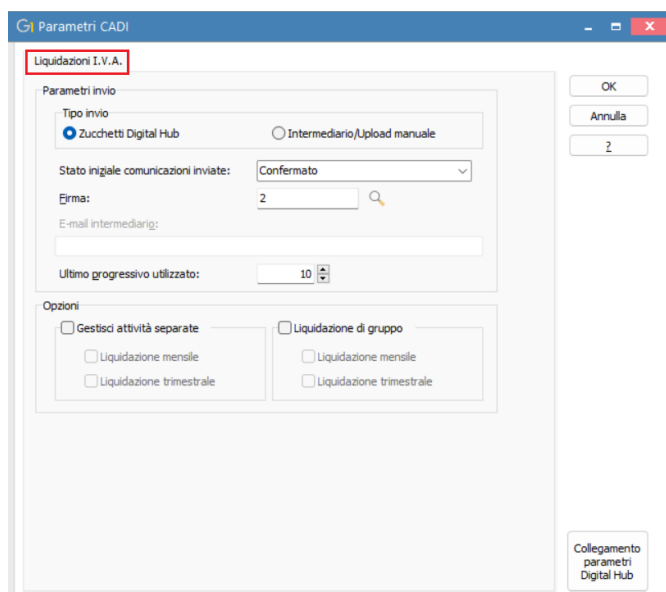 G1 Parametri CADI
Liquidazioni I.V.A.
Parametri invio
Tipo invio
Zucchetti Digital Hub
Intermediario/Upload manuale
Stato iniziale comunicazioni inviate:
Confermato
Firma:
2
E-mail intermediario:
Ultimo progressivo utilizzato:
10
Opzioni
Gestisci attività separate
Liquidazione mensile
Liquidazione trimestrale
Liquidazione di gruppo
Liquidazione mensile
Liquidazione trimestrale
OK
Annulla
?
Collegamento
parametri
Digital Hub